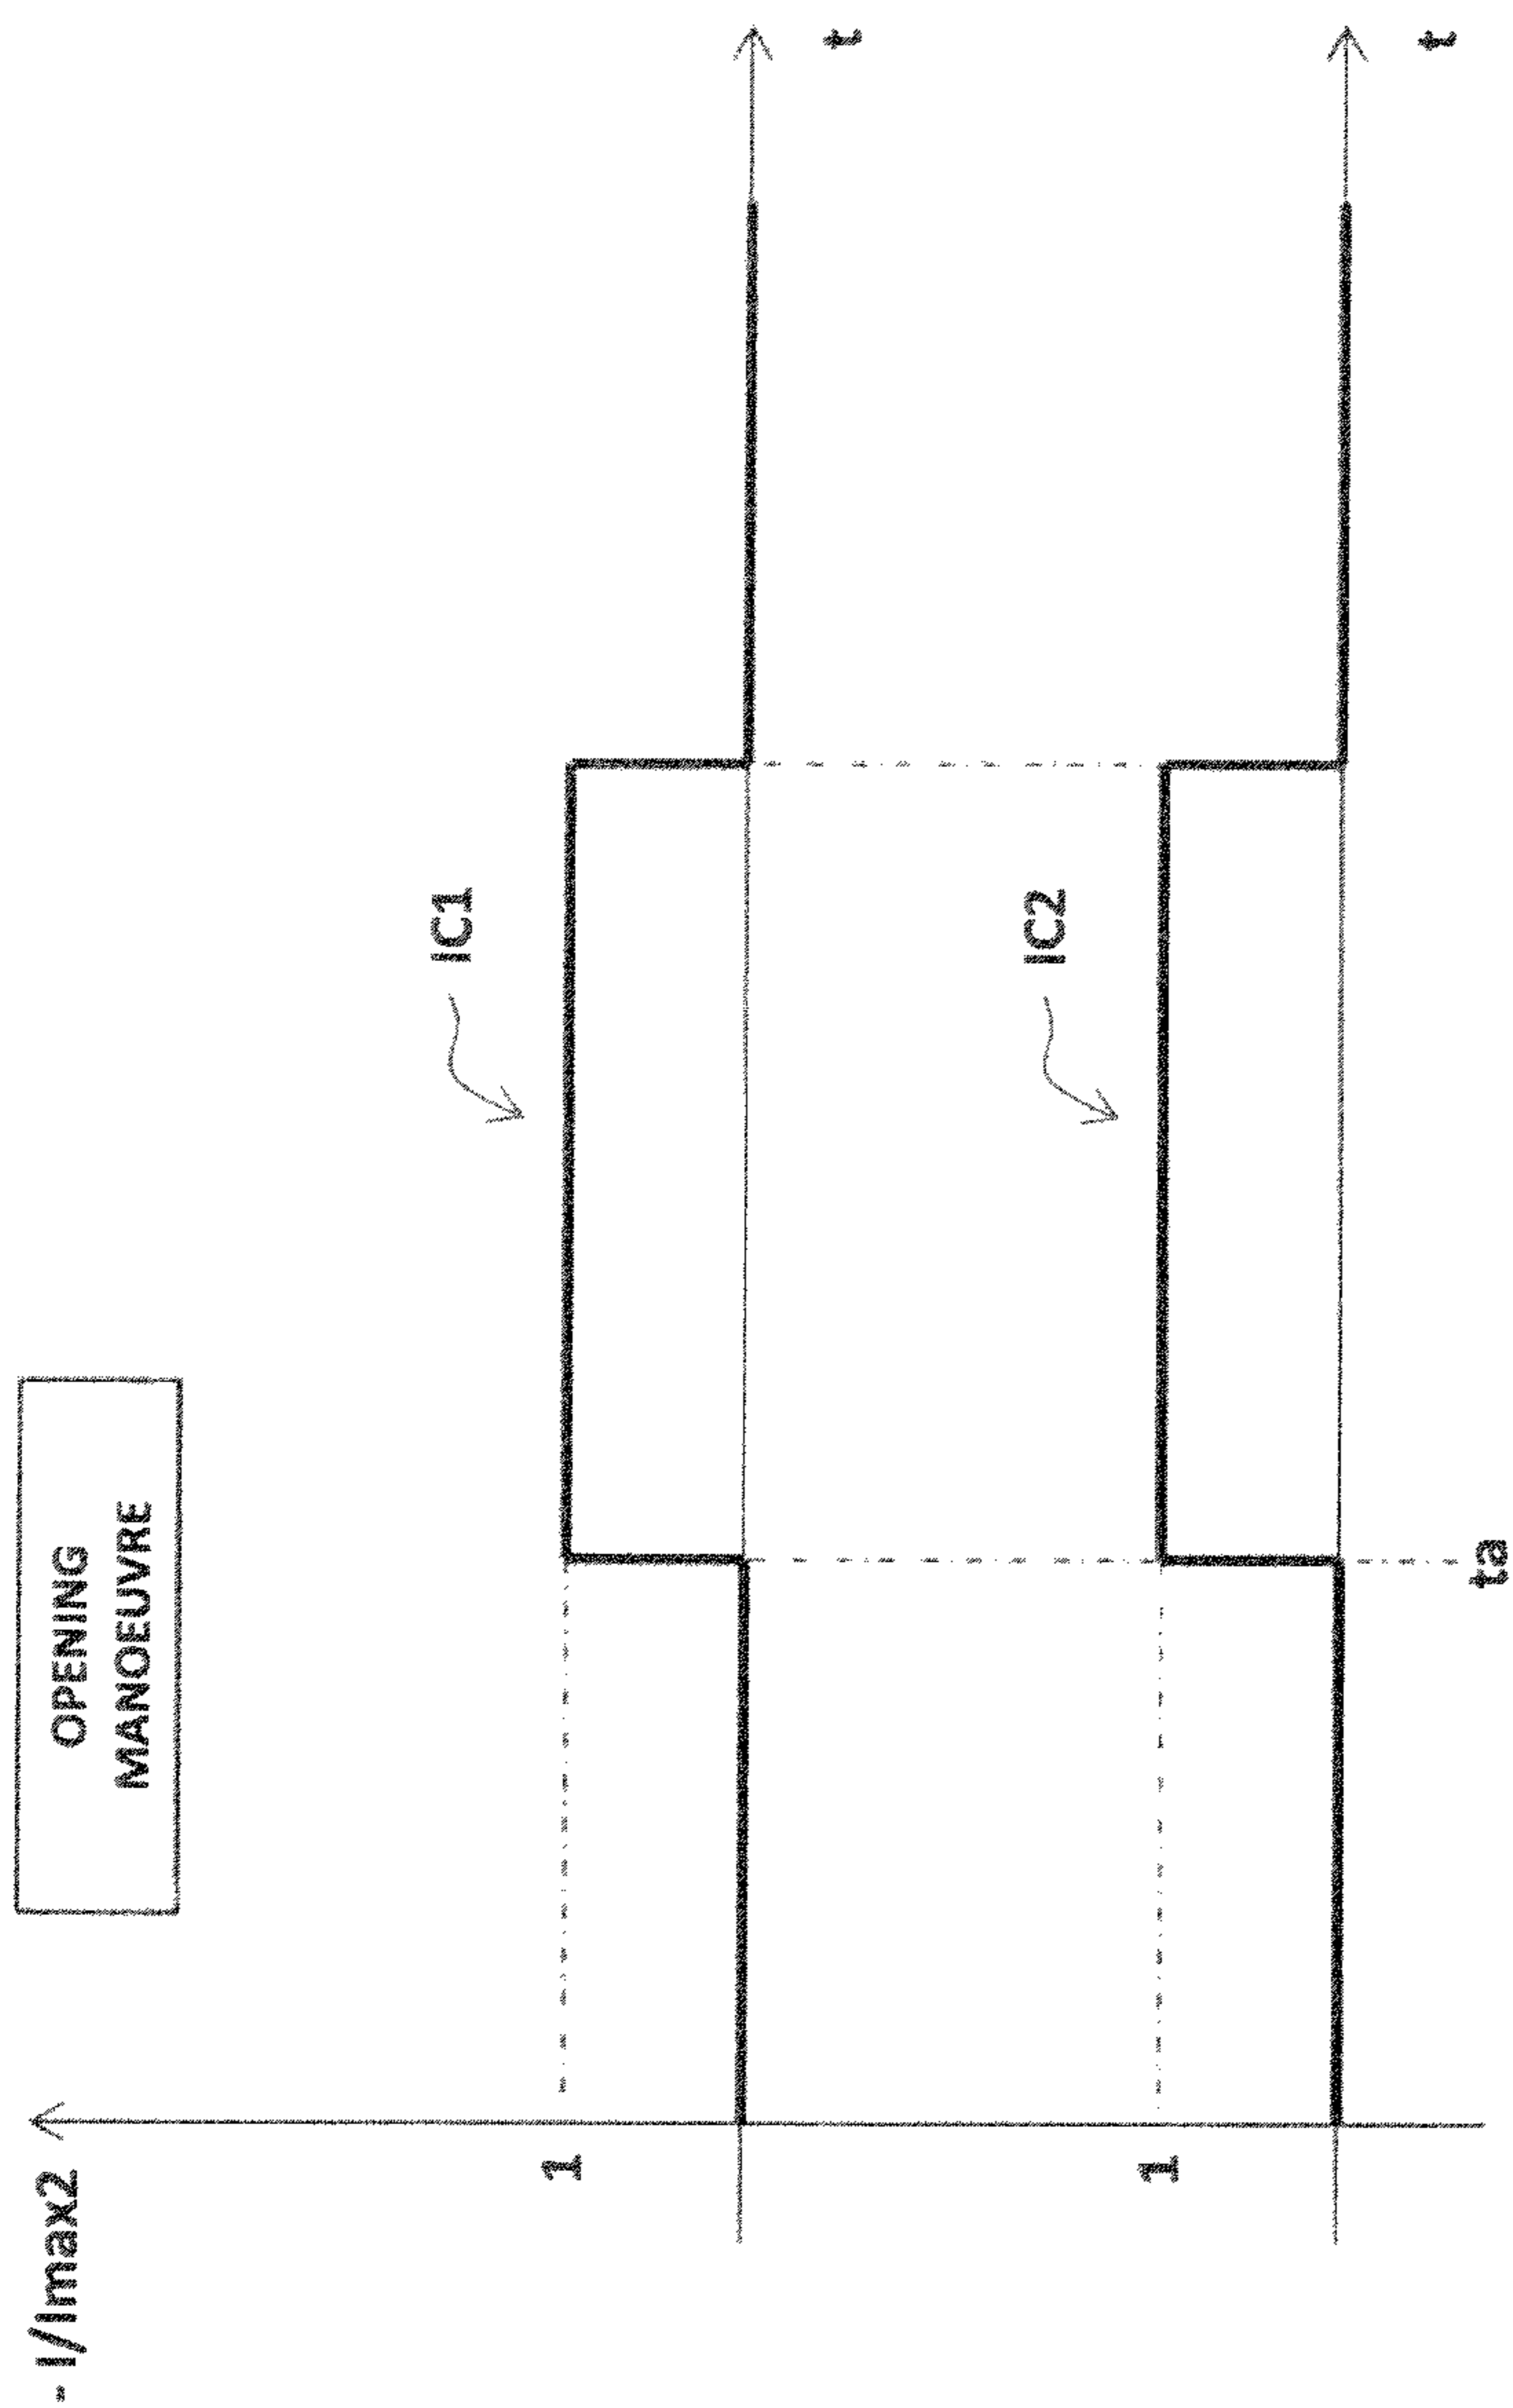 - I/Imax2
OPENING
MANOEUVRE
IC1
1
t
IC2
1
t
ta